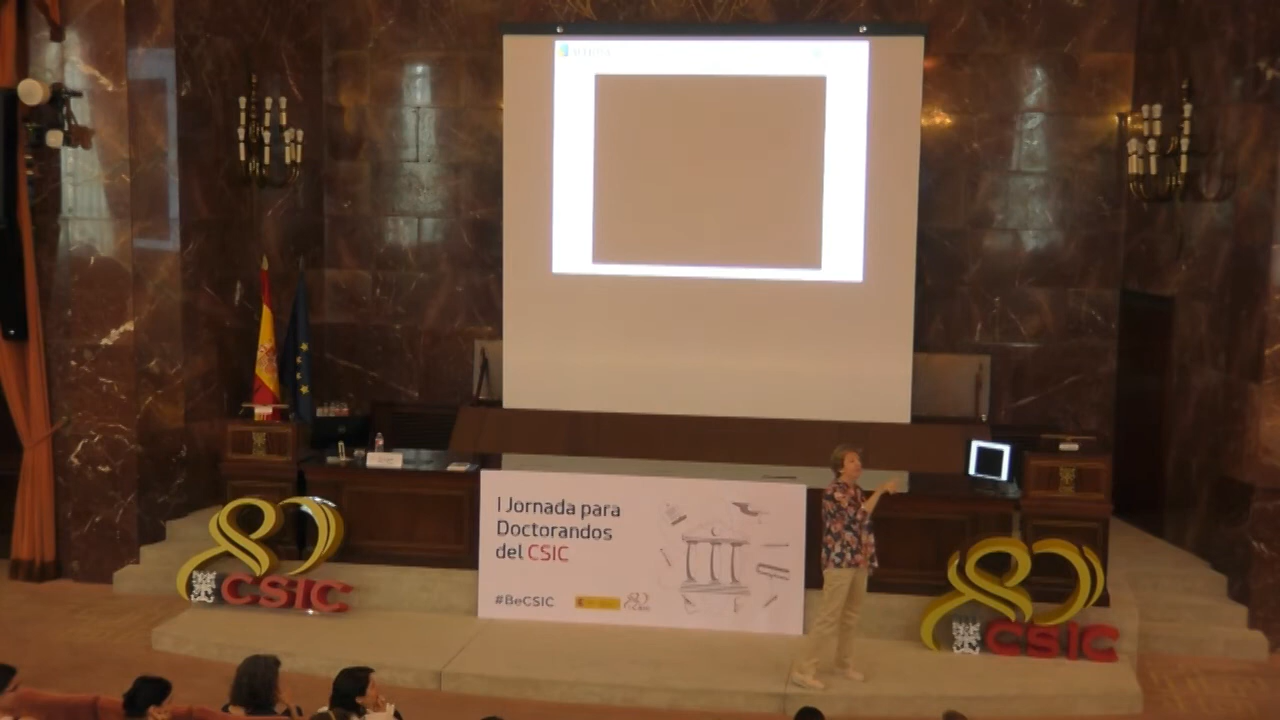 I Jornada para
Doctorandos
del CSIC
#BeCSIC
80
CSIC
80
CSIC